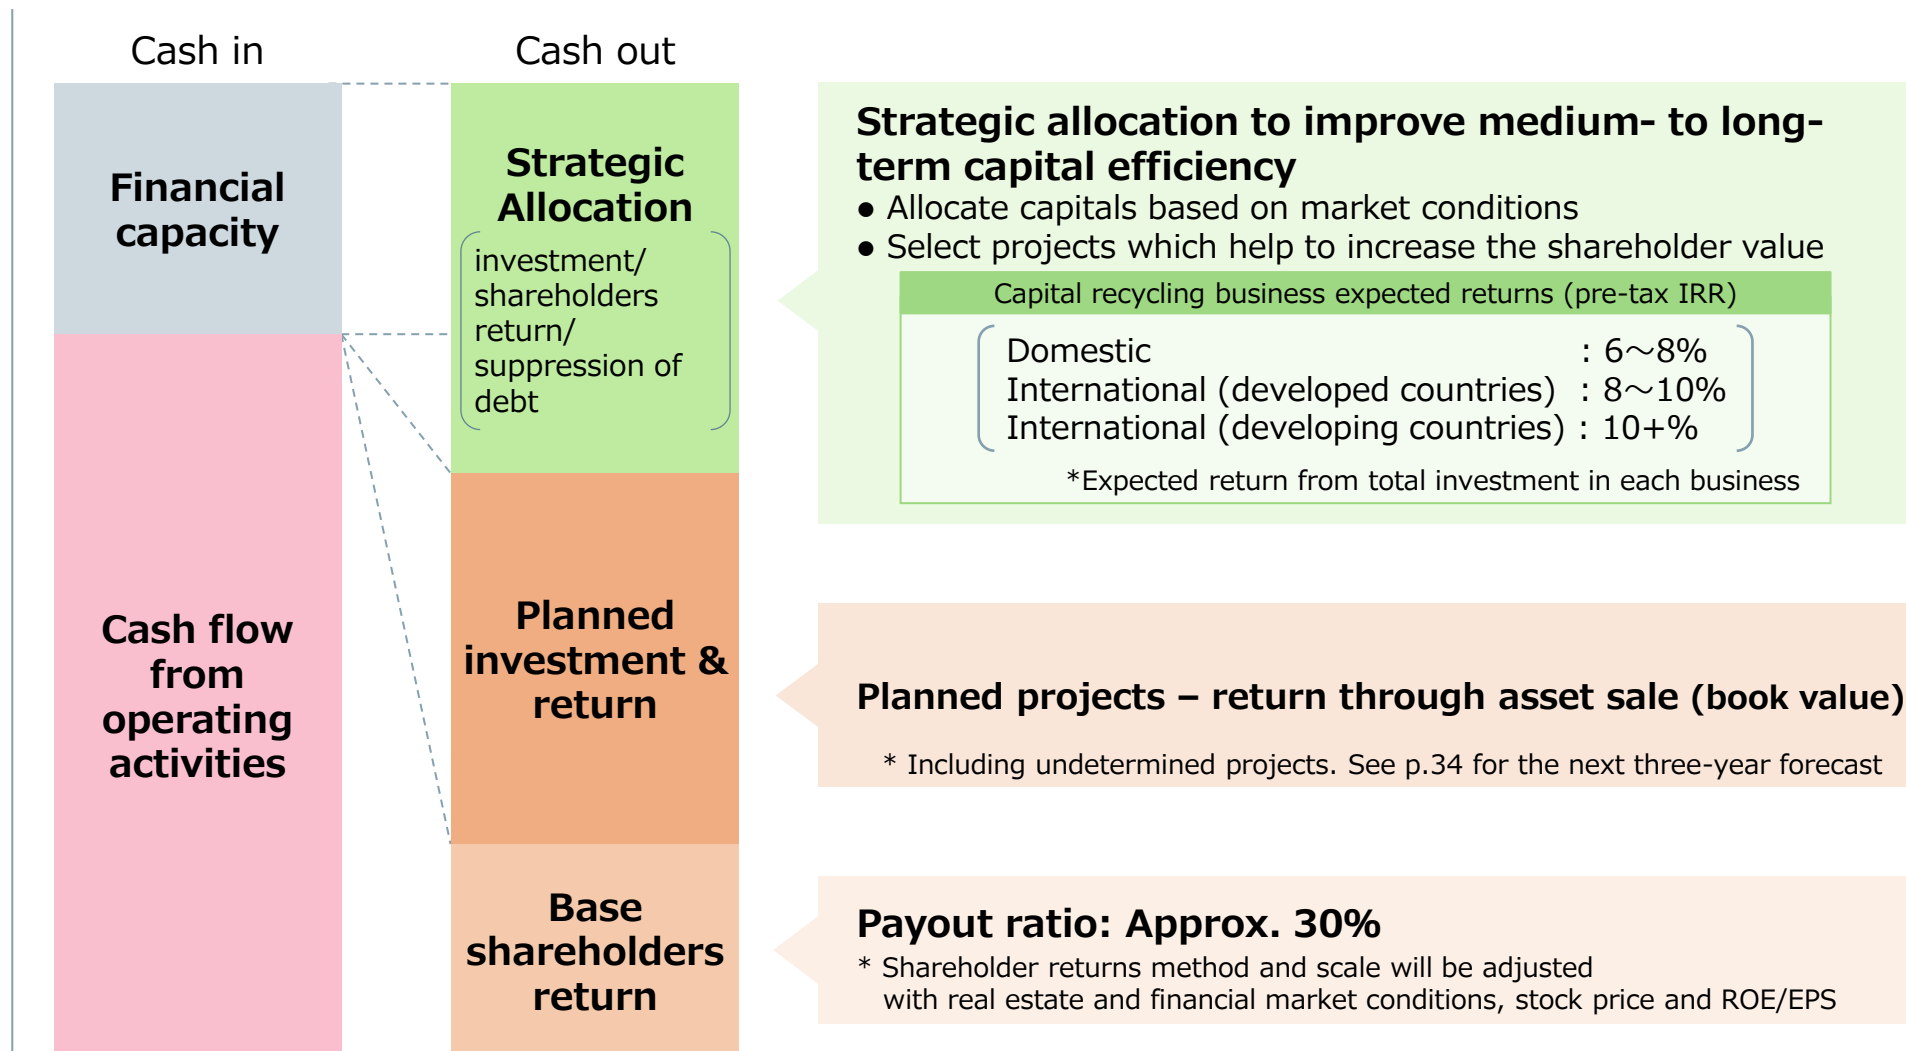 Cash in
Cash out
Financial
capacity
Cash flow
from
operating
activities
Strategic
Allocation
investment/
shareholders
return/
suppression of
debt
Planned
investment &
return
Base
shareholders
return
Strategic allocation to improve medium- to long-
term capital efficiency
● Allocate capitals based on market conditions
● Select projects which help to increase the shareholder value
Capital recycling business expected returns (pre-tax IRR)
Domestic : 6～8%
International (developed countries) : 8～10%
International (developing countries) : 10+%
*Expected return from total investment in each business
Planned projects – return through asset sale (book value)
* Including undetermined projects. See p.34 for the next three-year forecast
Payout ratio: Approx. 30%
* Shareholder returns method and scale will be adjusted
with real estate and financial market conditions, stock price and ROE/EPS